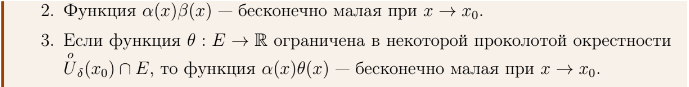 2. Функция α(x)β(x) — бесконечно малая при x → x₀.
3. Если функция θ : E → ℝ ограничена в некоторой проколотой окрестности
o
U_δ(x₀) ∩ E, то функция α(x)θ(x) — бесконечно малая при x → x₀.